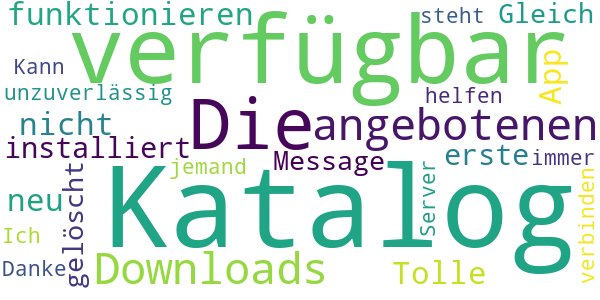 funktionieren
steht
Gleich
verfügbar
Kann
App
unzuverlässig
helfen
Die
angebotenen
nicht
installiert
Message
erste
immer
jemand
Katalog
gelöscht
Server
verbinden
neu
Ich
Danke
Downloads
Tolle